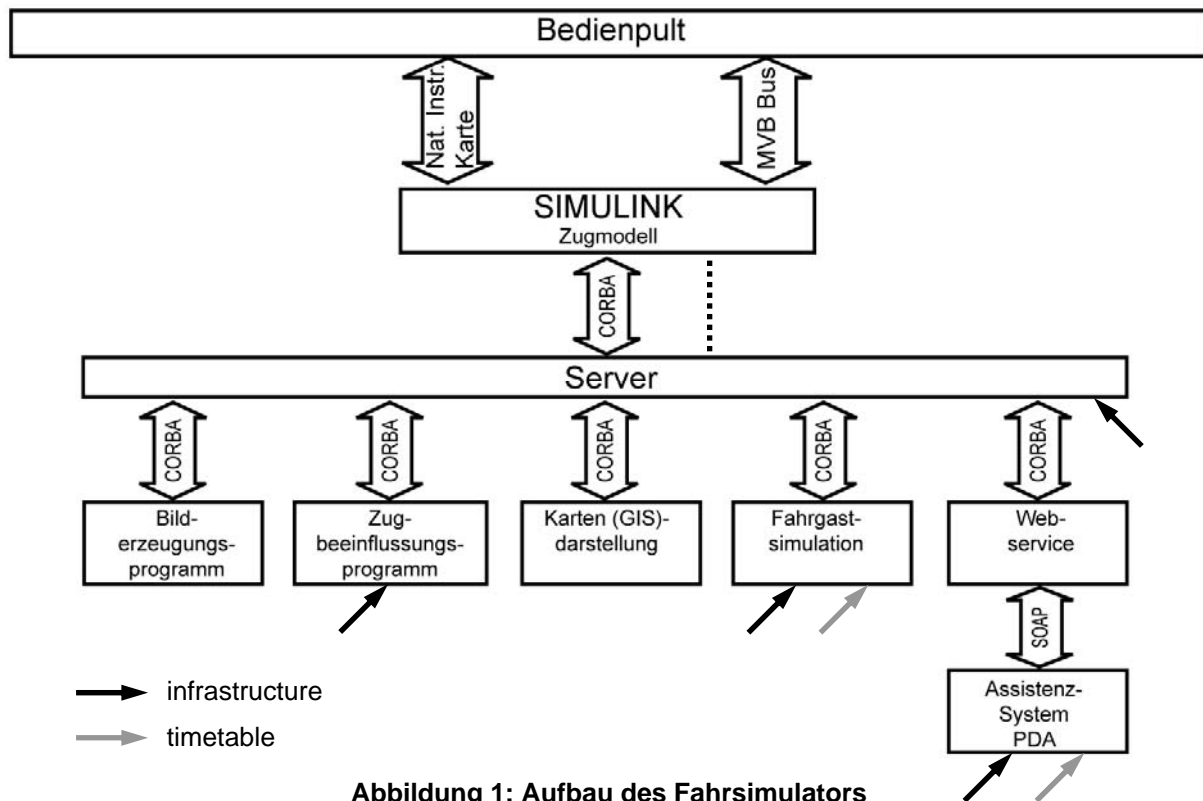 Bedienpult
Nat. Instr.
Karte
MVB Bus
SIMULINK
Zugmodell
CORBA
Server
CORBA
CORBA
CORBA
CORBA
CORBA
Bild-
erzeugungs-
programm
Zug-
beeinflussungs-
programm
Karten (GIS)-
darstellung
Fahrgast-
simulation
Web-
service
SOAP
Assistenz-
System
PDA
infrastructure
timetable
Abbildung 1: Aufbau des Fahrsimulators